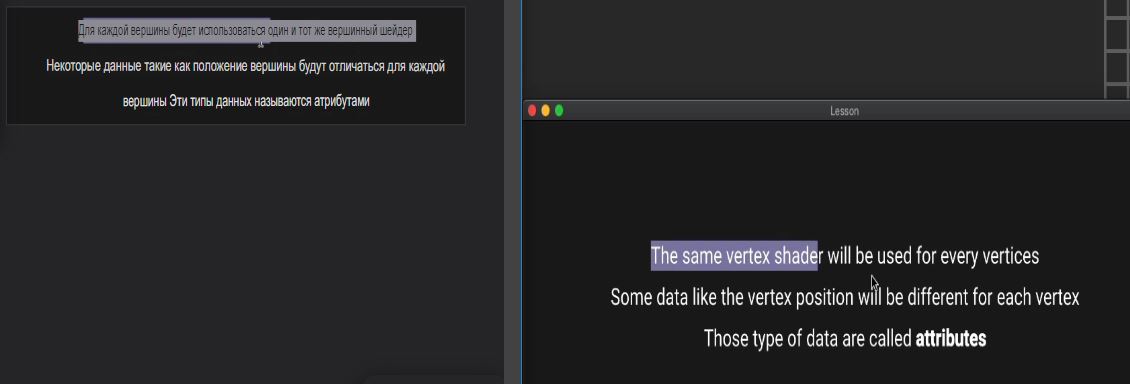 Для каждой вершины будет использоваться один и тот же вершинный шейдер
Некоторые данные такие как положение вершины будут отличаться для каждой
вершины Эти типы данных называются атрибутами
Lesson
The same vertex shader will be used for every vertices
Some data like the vertex position will be different for each vertex
Those type of data are called attributes